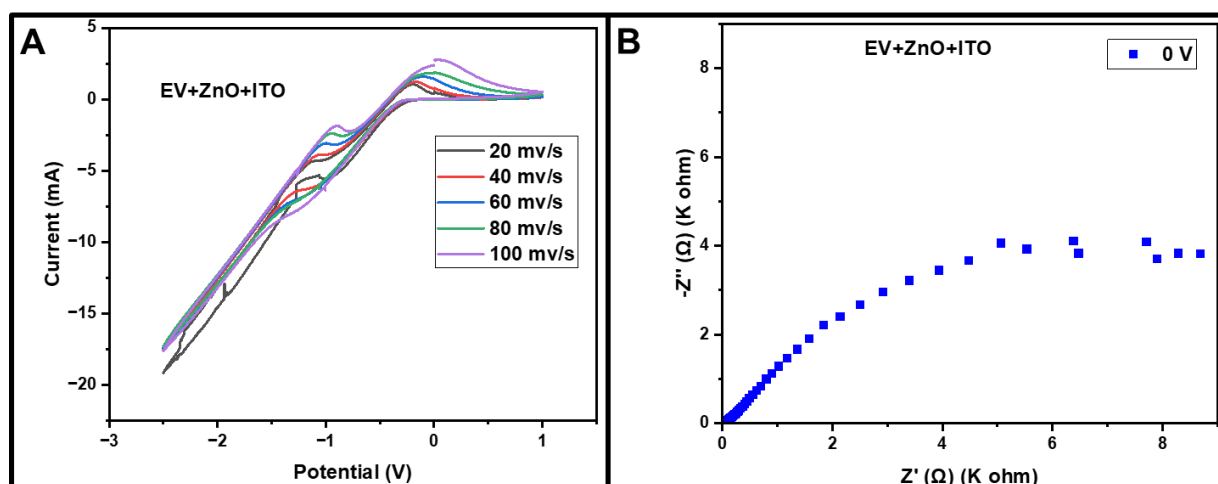 A
EV+ZnO+ITO
5
0
−5
−10
−15
−20
Current (mA)
20 mv/s
40 mv/s
60 mv/s
80 mv/s
100 mv/s
−3
−2
−1
0
1
Potential (V)
B
EV+ZnO+ITO
0 V
8
6
4
2
0
-Z'' (Ω) (K ohm)
0
2
4
6
8
Z' (Ω) (K ohm)